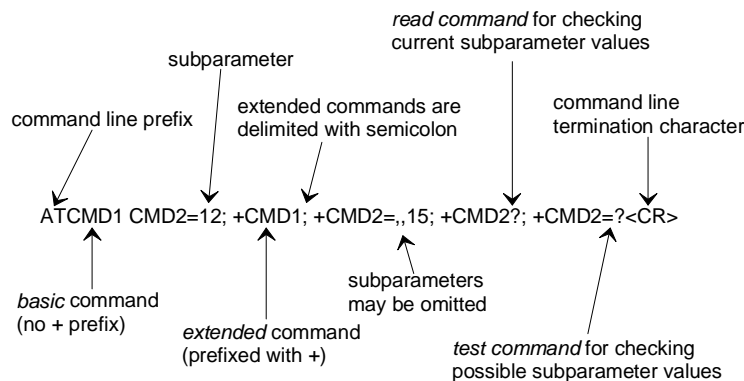 read command for checking
current subparameter values
subparameter
extended commands are
delimited with semicolon
command line
termination character
command line prefix
ATCMD1 CMD2=12; +CMD1; +CMD2=,,15; +CMD2?; +CMD2=?<CR>
basic command
(no + prefix)
extended command
(prefixed with +)
subparameters
may be omitted
test command for checking
possible subparameter values